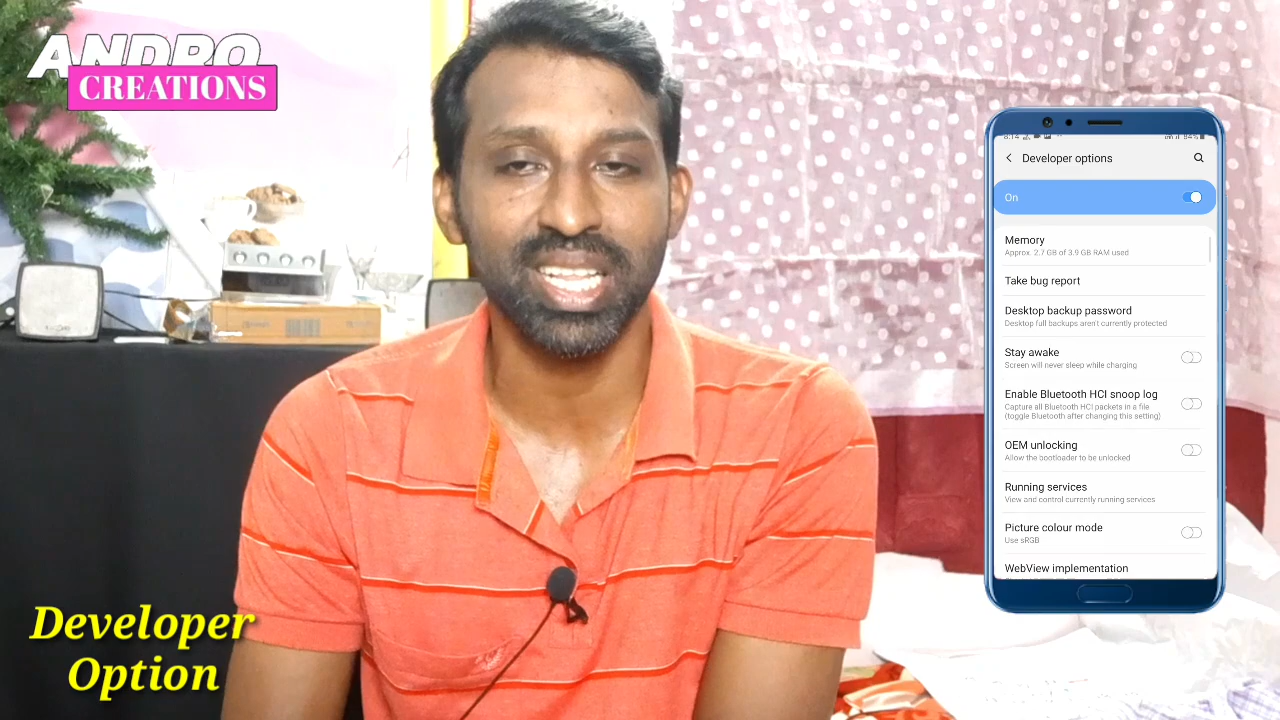 ANDRO
CREATIONS
Developer options
On
Memory
Approx. 2.7 GB of 3.9 GB RAM used
Take bug report
Desktop backup password
Desktop full backups aren't currently protected
Stay awake
Screen will never sleep while charging
Enable Bluetooth HCI snoop log
Capture all Bluetooth HCI packets in a file
(toggle Bluetooth after changing this setting)
OEM unlocking
Allow the bootloader to be unlocked
Running services
View and control currently running services
Picture colour mode
Use sRGB
WebView implementation
Developer
Option